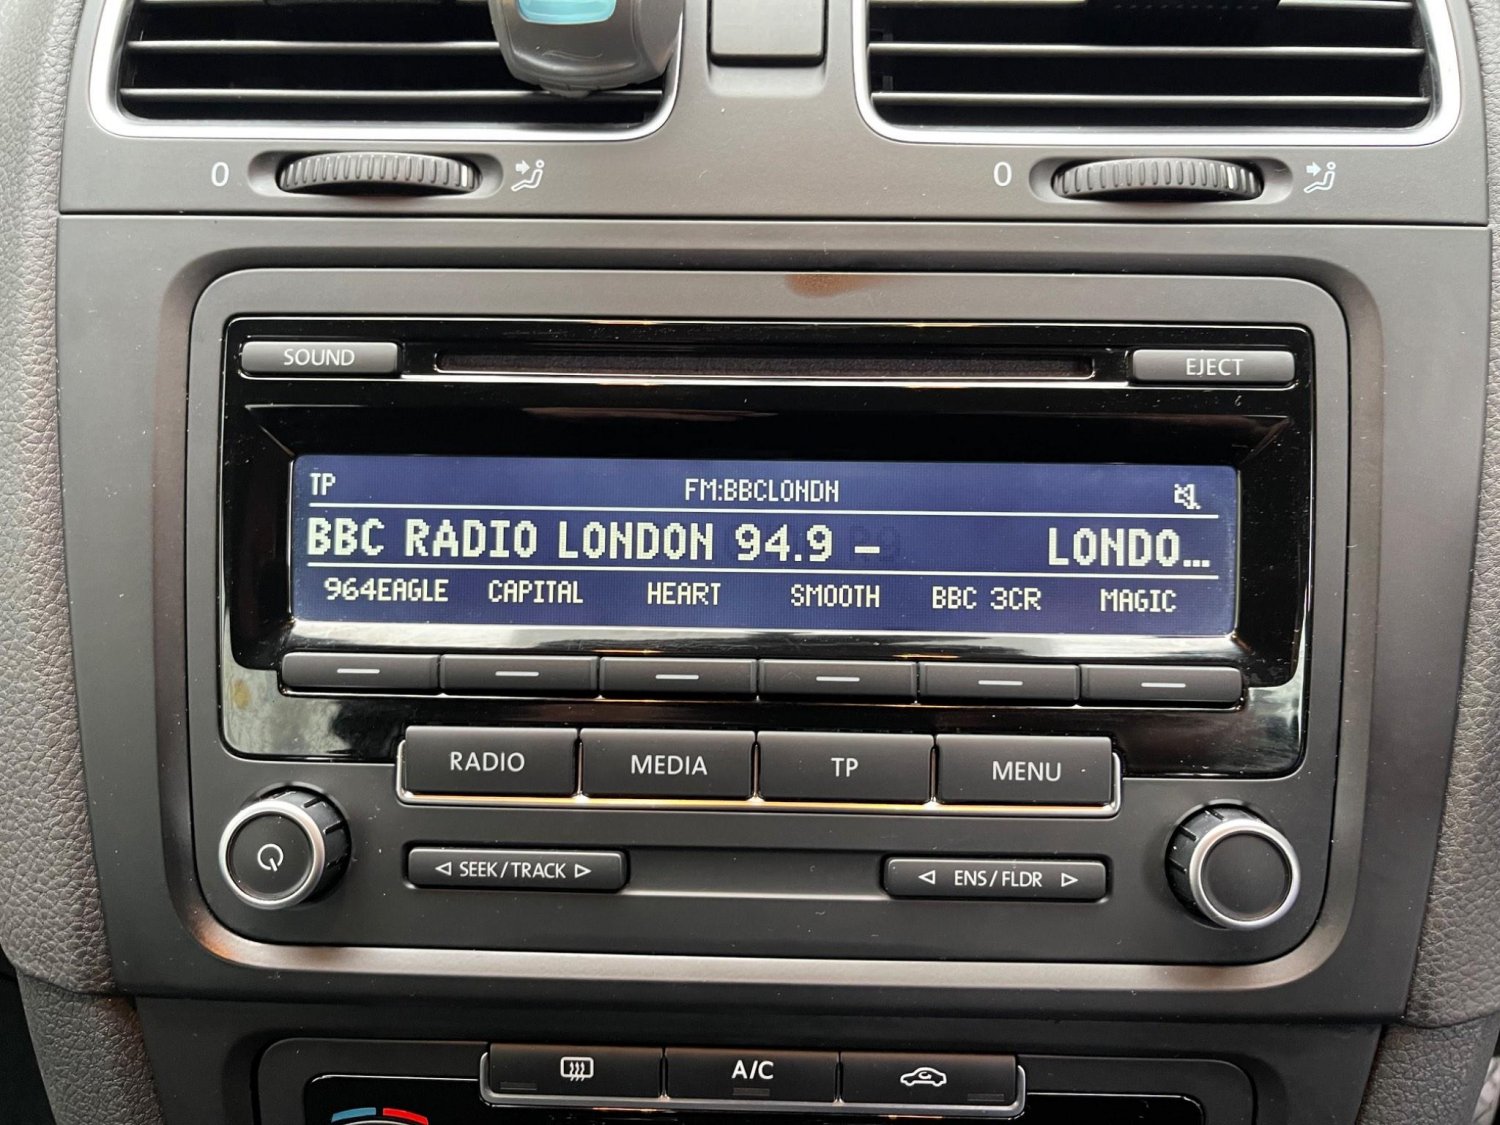 0 0
SOUND EJECT
TP FM:BBCLONDN
BBC RADIO LONDON 94.9 – LONDO...
964EAGLE CAPITAL HEART SMOOTH BBC 3CR MAGIC
RADIO MEDIA TP MENU
SEEK/TRACK ENS/FLDR
A/C